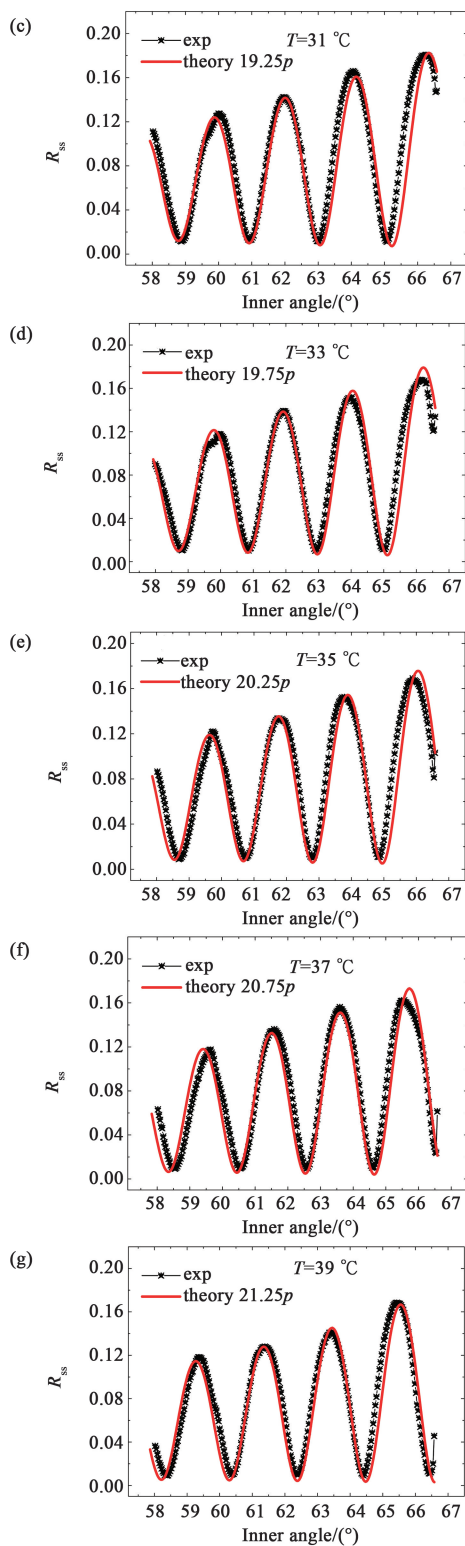 (c)
exp
theory 19.25p
T=31 ℃
0.20
0.16
0.12
0.08
0.04
0.00
Rss
58 59 60 61 62 63 64 65 66 67
Inner angle/(°)
(d)
exp
theory 19.75p
T=33 ℃
0.20
0.16
0.12
0.08
0.04
0.00
Rss
58 59 60 61 62 63 64 65 66 67
Inner angle/(°)
(e)
exp
theory 20.25p
T=35 ℃
0.20
0.16
0.12
0.08
0.04
0.00
Rss
58 59 60 61 62 63 64 65 66 67
Inner angle/(°)
(f)
exp
theory 20.75p
T=37 ℃
0.20
0.16
0.12
0.08
0.04
0.00
Rss
58 59 60 61 62 63 64 65 66 67
Inner angle/(°)
(g)
exp
theory 21.25p
T=39 ℃
0.20
0.16
0.12
0.08
0.04
0.00
Rss
58 59 60 61 62 63 64 65 66 67
Inner angle/(°)